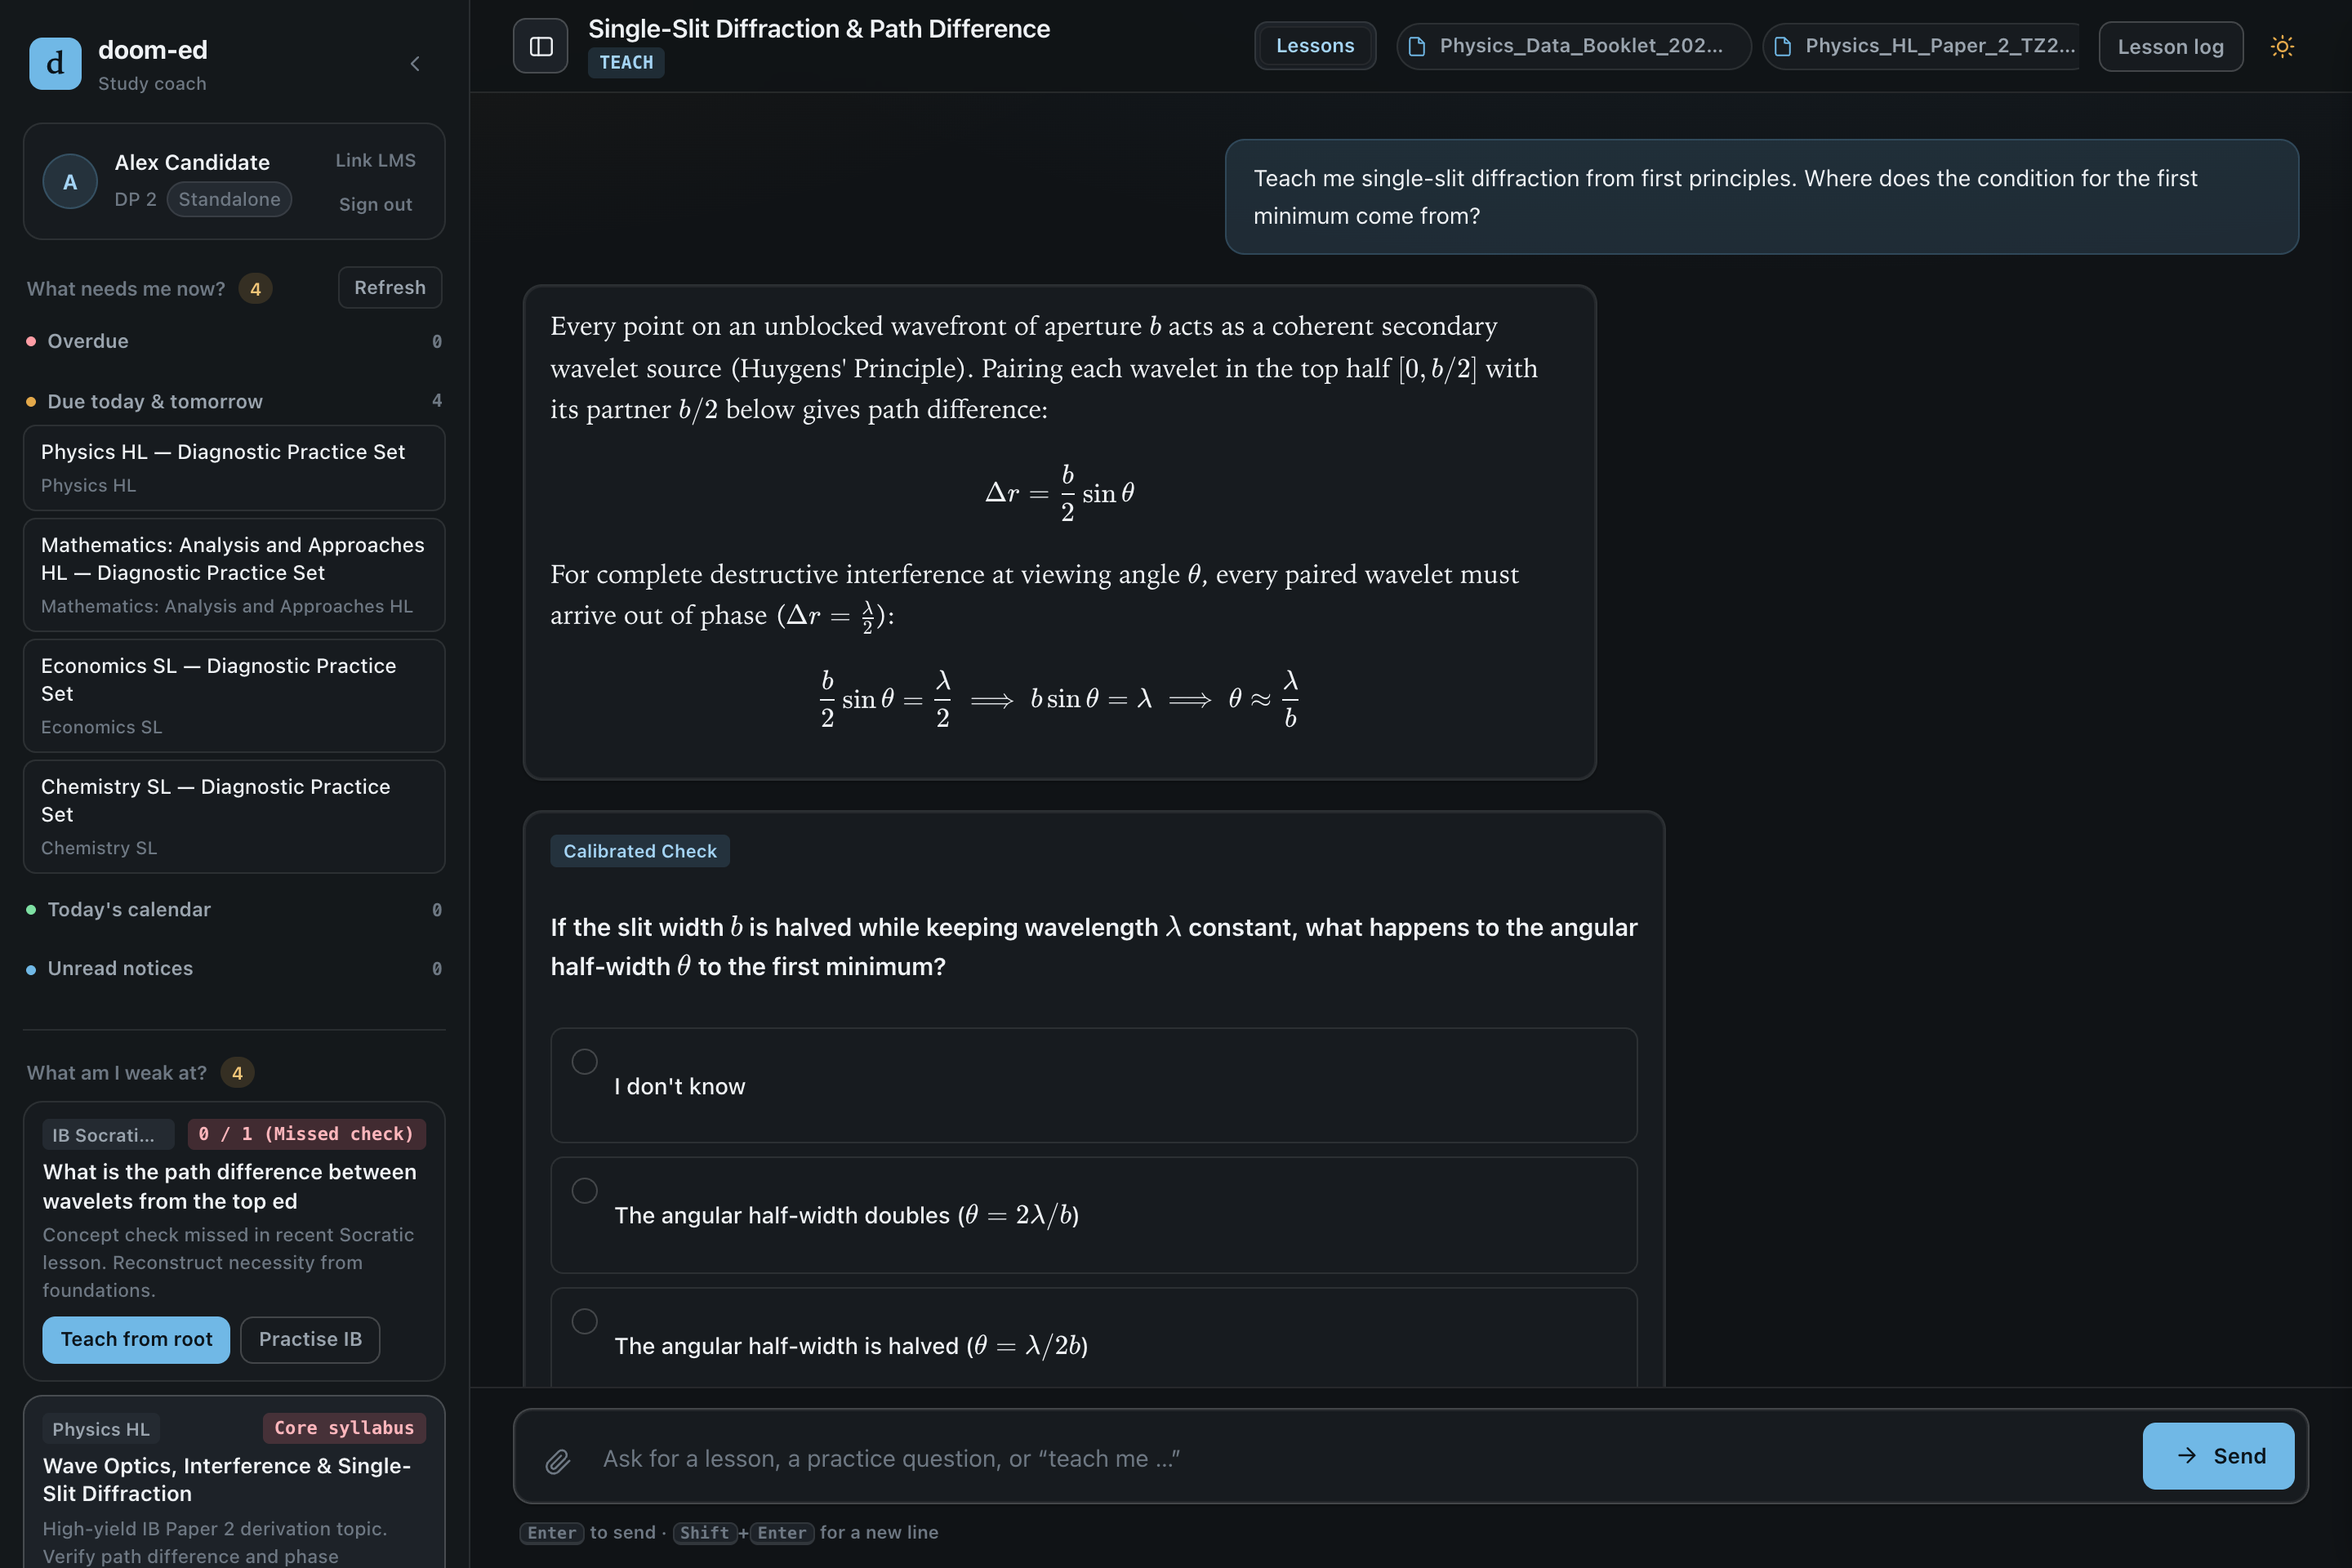 d
doom-ed
Study coach
A
Alex Candidate
DP 2
Standalone
Link LMS
Sign out
What needs me now?
4
Refresh
Overdue
0
Due today & tomorrow
4
Physics HL — Diagnostic Practice Set
Physics HL
Mathematics: Analysis and Approaches
HL — Diagnostic Practice Set
Mathematics: Analysis and Approaches HL
Economics SL — Diagnostic Practice
Set
Economics SL
Chemistry SL — Diagnostic Practice
Set
Chemistry SL
Today's calendar
0
Unread notices
0
What am I weak at?
4
IB Socrati...
0 / 1 (Missed check)
What is the path difference between
wavelets from the top ed
Concept check missed in recent Socratic
lesson. Reconstruct necessity from
foundations.
Teach from root
Practise IB
Physics HL
Core syllabus
Wave Optics, Interference & Single-
Slit Diffraction
High-yield IB Paper 2 derivation topic.
Verify path difference and phase
Single-Slit Diffraction & Path Difference
TEACH
Lessons
Physics_Data_Booklet_202...
Physics_HL_Paper_2_TZ2...
Lesson log
Teach me single-slit diffraction from first principles. Where does the condition for the first
minimum come from?
Every point on an unblocked wavefront of aperture b acts as a coherent secondary
wavelet source (Huygens' Principle). Pairing each wavelet in the top half [0, b/2] with
its partner b/2 below gives path difference:
Δr = b/2 sin θ
For complete destructive interference at viewing angle θ, every paired wavelet must
arrive out of phase (Δr = λ/2):
b/2 sin θ = λ/2 ⟹ b sin θ = λ ⟹ θ ≈ λ/b
Calibrated Check
If the slit width b is halved while keeping wavelength λ constant, what happens to the angular
half-width θ to the first minimum?
I don't know
The angular half-width doubles (θ = 2λ/b)
The angular half-width is halved (θ = λ/2b)
Ask for a lesson, a practice question, or “teach me ...”
Send
Enter to send · Shift+Enter for a new line